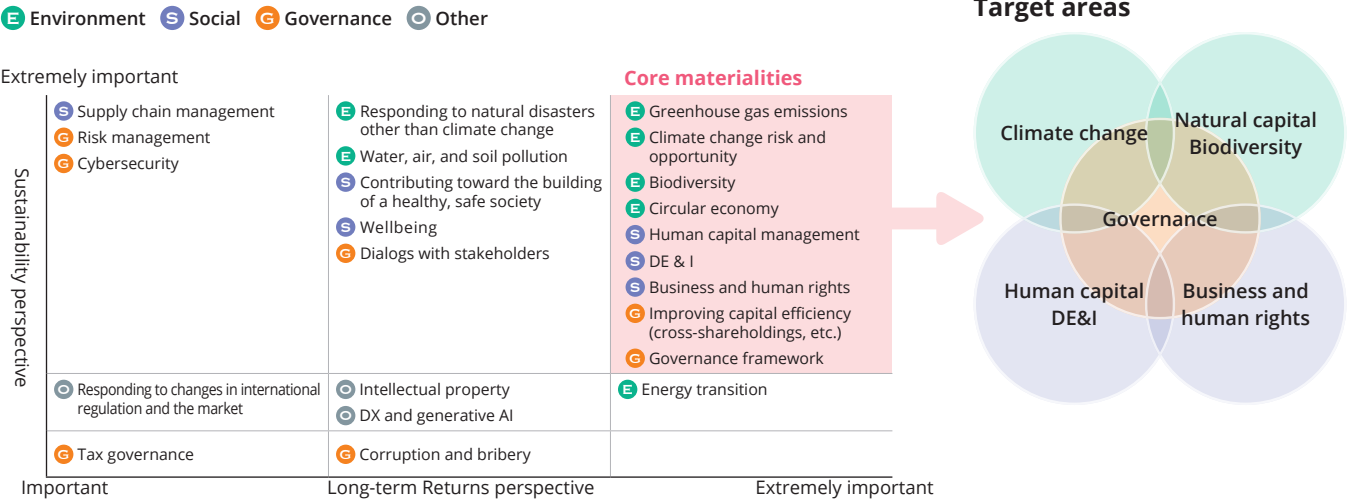 E Environment S Social G Governance O Other
Extremely important
Sustainability perspective
S Supply chain management
G Risk management
G Cybersecurity
E Responding to natural disasters
other than climate change
E Water, air, and soil pollution
S Contributing toward the building
of a healthy, safe society
S Wellbeing
G Dialogs with stakeholders
Core materialities
E Greenhouse gas emissions
E Climate change risk and
opportunity
E Biodiversity
E Circular economy
S Human capital management
S DE & I
S Business and human rights
G Improving capital efficiency
(cross-shareholdings, etc.)
G Governance framework
O Responding to changes in international
regulation and the market
O Intellectual property
O DX and generative AI
E Energy transition
G Tax governance
G Corruption and bribery
Important
Long-term Returns perspective
Extremely important
Target areas
Climate change
Natural capital
Biodiversity
Governance
Human capital
DE&I
Business and
human rights